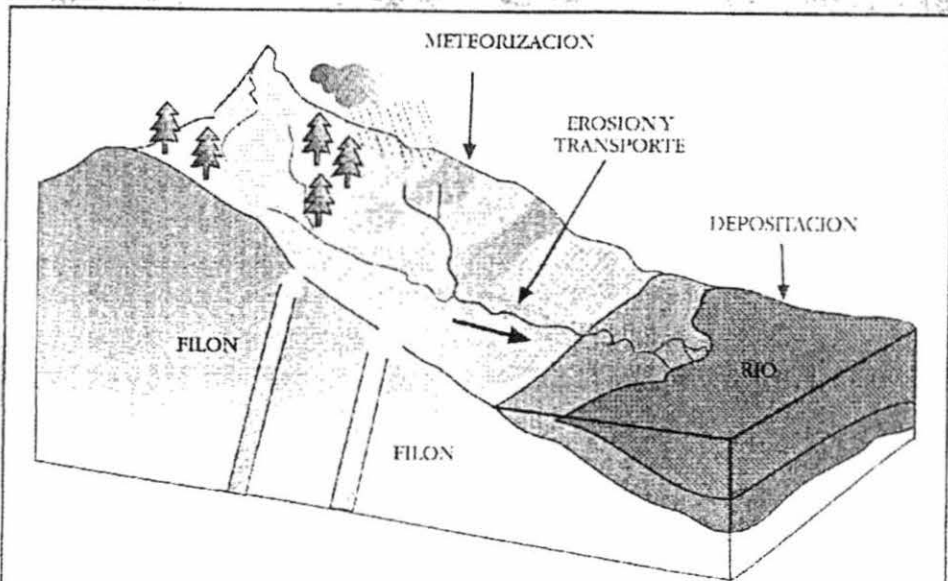 METEORIZACION
EROSION Y
TRANSPORTE
DEPOSITACION
FILON
RIO
FILON